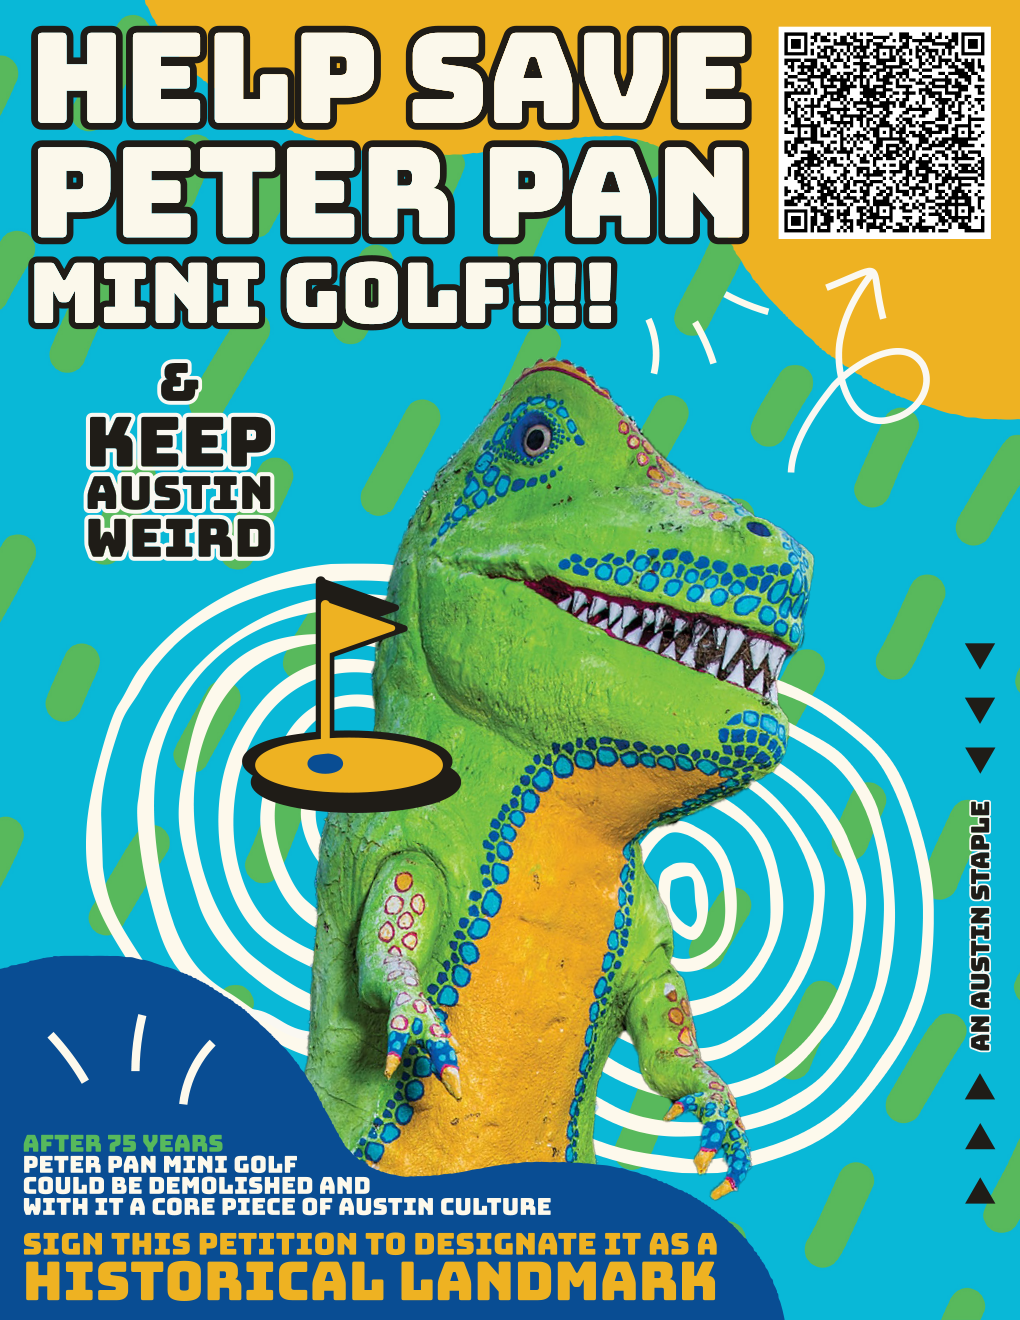 HELP SAVE
PETER PAN
MINI GOLF!!!
&
KEEP
AUSTIN
WEIRD
AN AUSTIN STAPLE
AFTER 75 YEARS
PETER PAN MINI GOLF
COULD BE DEMOLISHED AND
WITH IT A CORE PIECE OF AUSTIN CULTURE
SIGN THIS PETITION TO DESIGNATE IT AS A
HISTORICAL LANDMARK